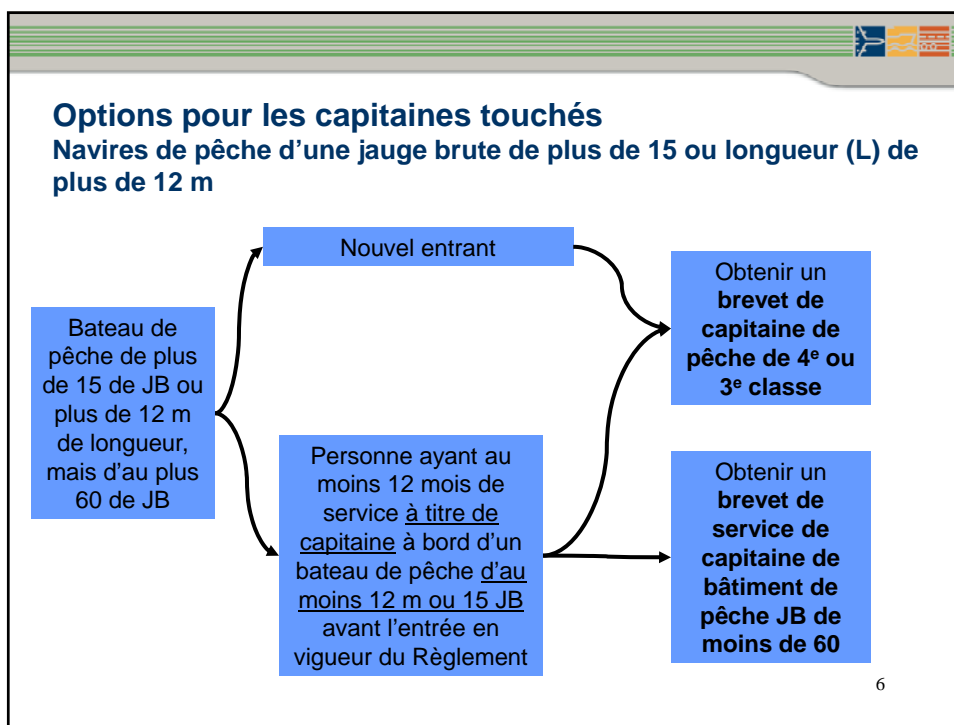 Options pour les capitaines touchés
Navires de pêche d'une jauge brute de plus de 15 ou longueur (L) de
plus de 12 m
Bateau de
pêche de plus
de 15 de JB ou
plus de 12 m
de longueur,
mais d'au plus
60 de JB
Nouvel entrant
Personne ayant au
moins 12 mois de
service à titre de
capitaine à bord d'un
bateau de pêche d'au
moins 12 m ou 15 JB
avant l'entrée en
vigueur du Règlement
Obtenir un
brevet de
capitaine de
pêche de 4e ou
3e classe
Obtenir un
brevet de
service de
capitaine de
bâtiment de
pêche JB de
moins de 60
6